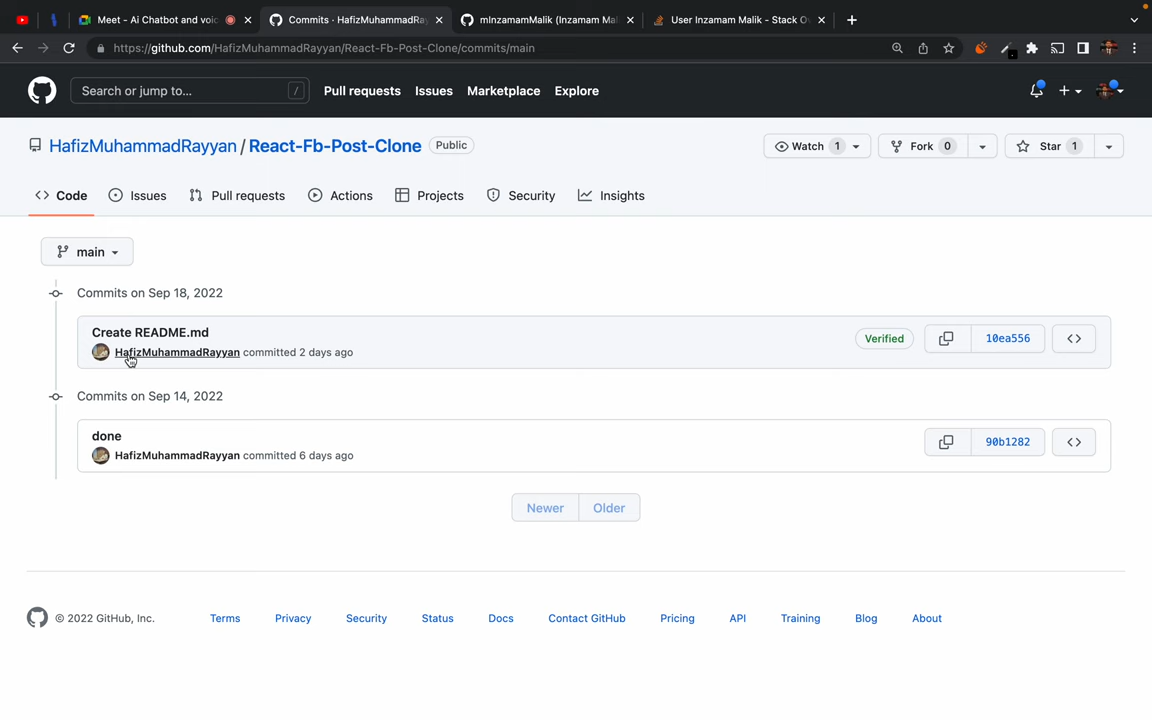 Meet - Ai Chatbot and voic
Commits · HafizMuhammadRay
mInzamamMalik (Inzamam Mal
User Inzamam Malik - Stack Ov
https://github.com/HafizMuhammadRayyan/React-Fb-Post-Clone/commits/main
Search or jump to... /
Pull requests Issues Marketplace Explore
HafizMuhammadRayyan / React-Fb-Post-Clone Public
Watch 1 Fork 0 Star 1
Code Issues Pull requests Actions Projects Security Insights
main
Commits on Sep 18, 2022
Create README.md
HafizMuhammadRayyan committed 2 days ago
Verified 10ea556
Commits on Sep 14, 2022
done
HafizMuhammadRayyan committed 6 days ago
90b1282
Newer Older
© 2022 GitHub, Inc. Terms Privacy Security Status Docs Contact GitHub Pricing API Training Blog About